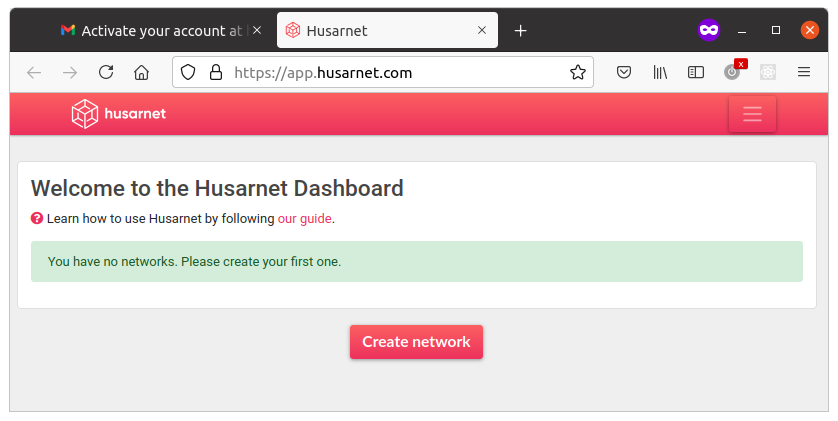 Activate your account at
Husarnet
https://app.husarnet.com
x
husarnet
Welcome to the Husarnet Dashboard
Learn how to use Husarnet by following our guide.
You have no networks. Please create your first one.
Create network